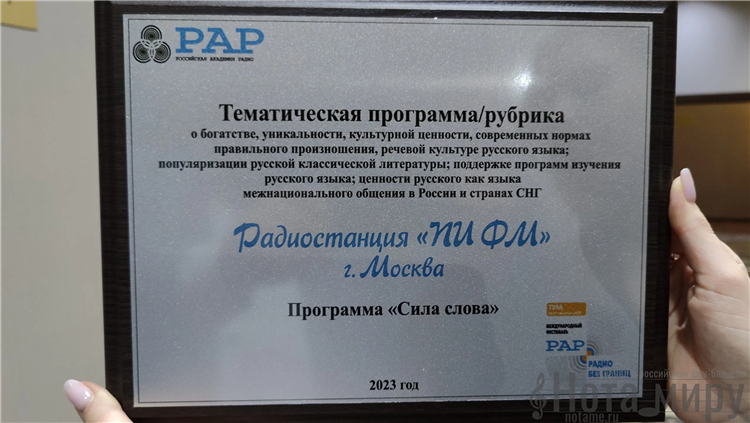 РАР
РОССИЙСКАЯ АКАДЕМИЯ РАДИО
Тематическая программа/рубрика
о богатстве, уникальности, культурной ценности, современных нормах
правильного произношения, речевой культуре русского языка;
популяризации русской классической литературы; поддержке программ изучения
русского языка; ценности русского как языка
межнационального общения в России и странах СНГ
Радиостанция «ПИ ФМ»
г. Москва
Программа «Сила слова»
МЕЖДУНАРОДНЫЙ
ФЕСТИВАЛЬ
РАР
РАДИО
БЕЗ ГРАНИЦ
2023 год
Нота_миру
notame.ru